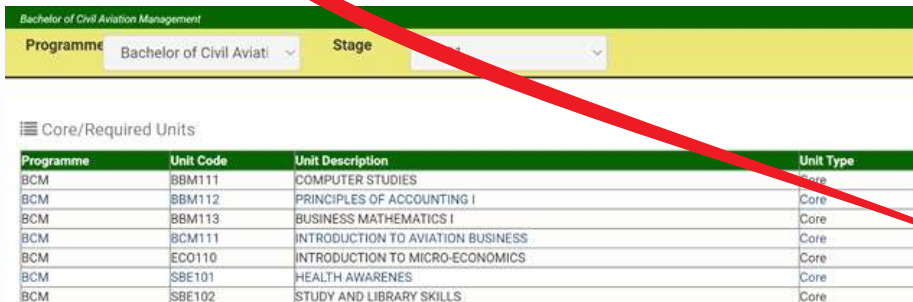 Bachelor of Civil Aviation Management
Programme Bachelor of Civil Aviati Stage
Core/Required Units
Programme Unit Code Unit Description Unit Type
BCM BBM111 COMPUTER STUDIES Core
BCM BBM112 PRINCIPLES OF ACCOUNTING I Core
BCM BBM113 BUSINESS MATHEMATICS I Core
BCM BCM111 INTRODUCTION TO AVIATION BUSINESS Core
BCM ECO110 INTRODUCTION TO MICRO-ECONOMICS Core
BCM SBE101 HEALTH AWARENES Core
BCM SBE102 STUDY AND LIBRARY SKILLS Core